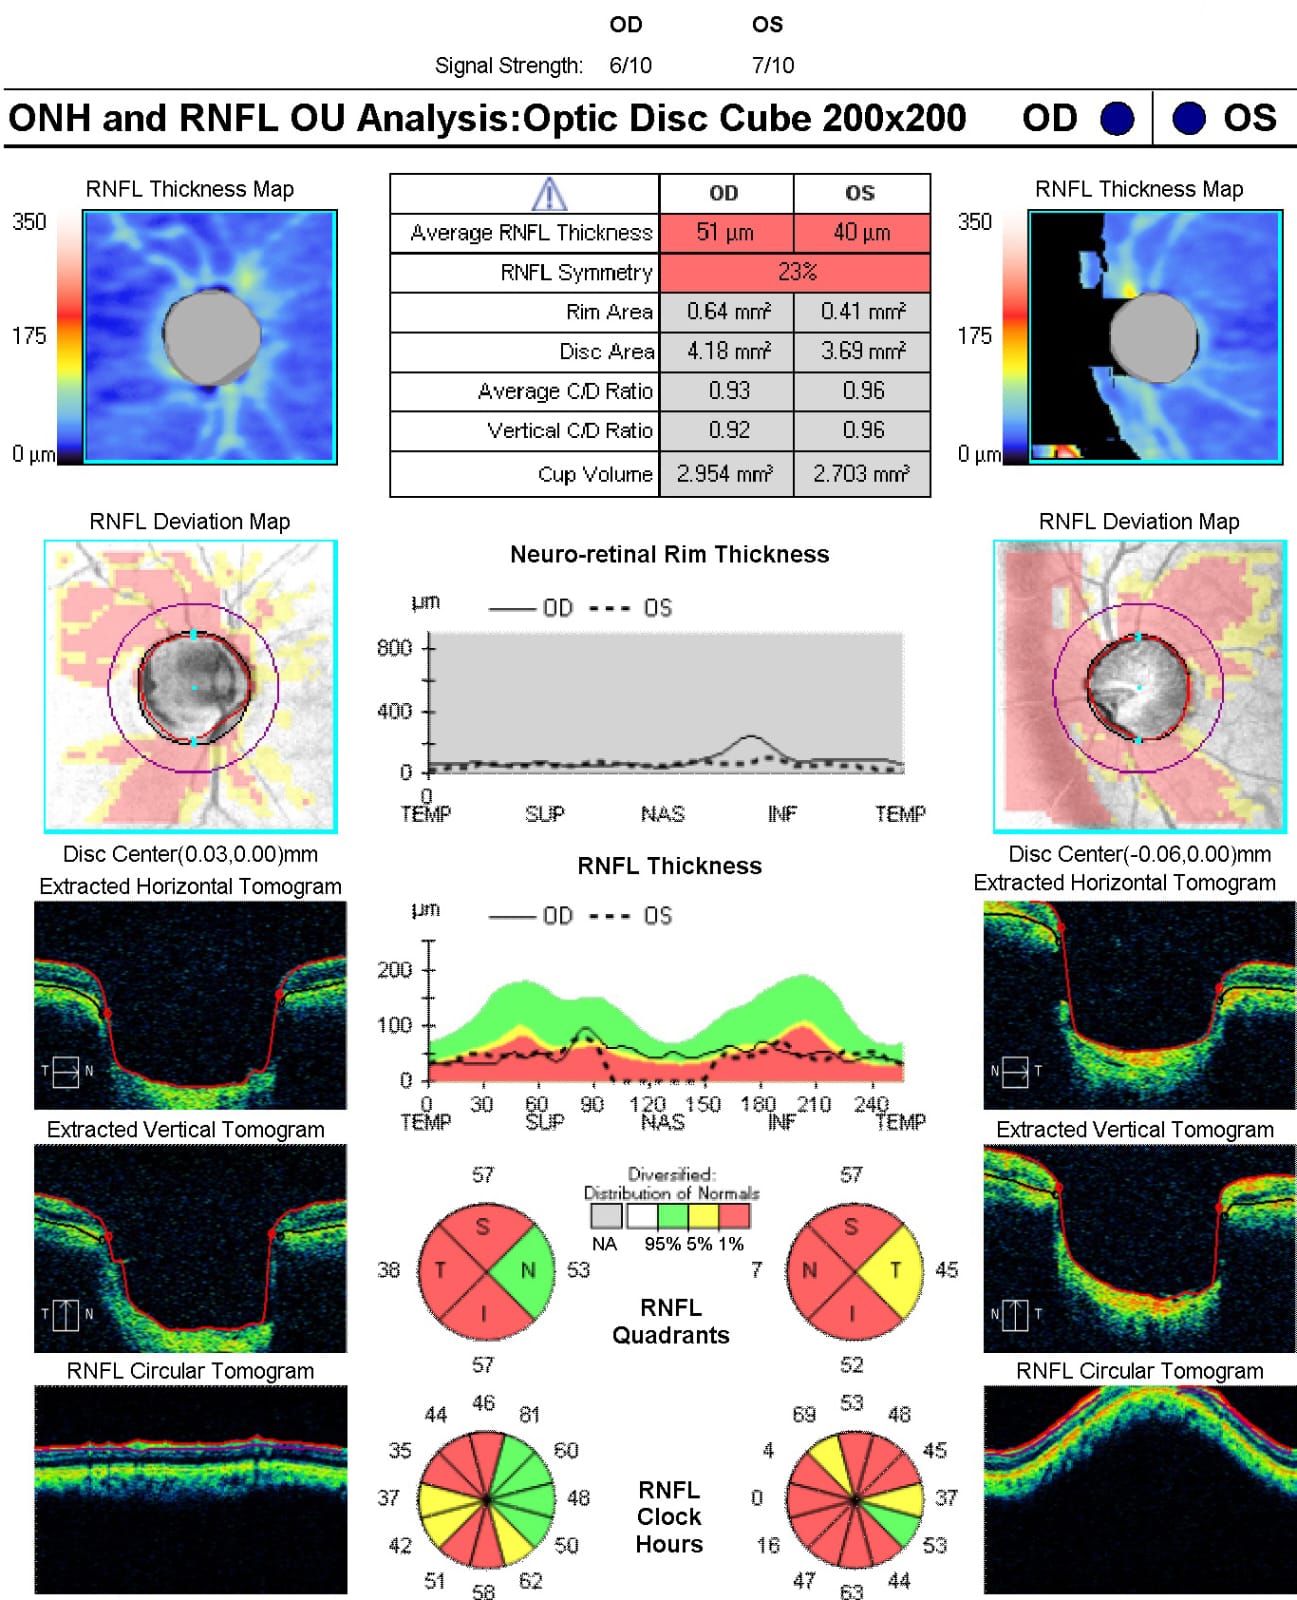 OD OS
Signal Strength: 6/10 7/10
ONH and RNFL OU Analysis:Optic Disc Cube 200x200 OD OS
RNFL Thickness Map
350
175
0 µm
OD OS
Average RNFL Thickness 51 µm 40 µm
RNFL Symmetry 23%
Rim Area 0.64 mm² 0.41 mm²
Disc Area 4.18 mm² 3.69 mm²
Average C/D Ratio 0.93 0.96
Vertical C/D Ratio 0.92 0.96
Cup Volume 2.954 mm³ 2.703 mm³
RNFL Thickness Map
350
175
0 µm
RNFL Deviation Map
Disc Center(0.03,0.00)mm
Extracted Horizontal Tomogram
T N
Extracted Vertical Tomogram
T N
RNFL Circular Tomogram
Neuro-retinal Rim Thickness
µm OD OS
800
400
0
0
TEMP SUP NAS INF TEMP
RNFL Thickness
µm OD OS
200
100
0
0 30 60 90 120 150 180 210 240
TEMP SUP NAS INF TEMP
57
S
38 T N 53
I
57
Diversified:
Distribution of Normals
NA 95% 5% 1%
RNFL
Quadrants
57
S
7 N T 45
I
52
46
44 81
35 60
37 48
42 50
51 62
58
RNFL
Clock
Hours
53
69 48
4 45
0 37
16 53
47 44
63
RNFL Deviation Map
Disc Center(-0.06,0.00)mm
Extracted Horizontal Tomogram
N T
Extracted Vertical Tomogram
N T
RNFL Circular Tomogram